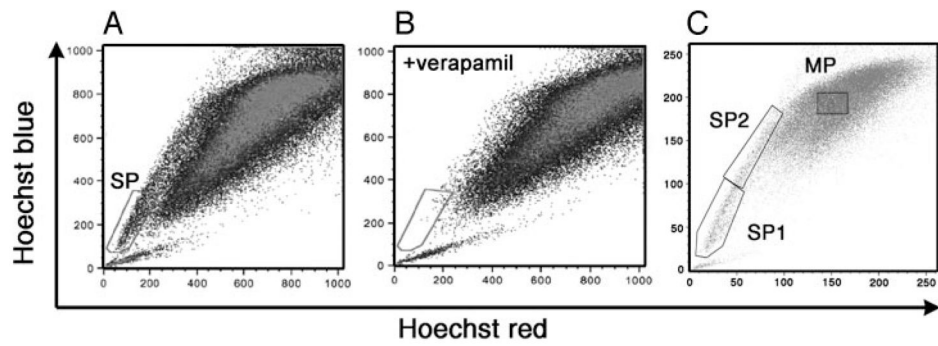 A
B
C
1000
800
600
400
200
0
SP
0 200 400 600 800 1000
1000
800
600
400
200
0
+verapamil
0 200 400 600 800 1000
250
200
150
100
50
0
MP
SP2
SP1
0 50 100 150 200 250
Hoechst blue
Hoechst red